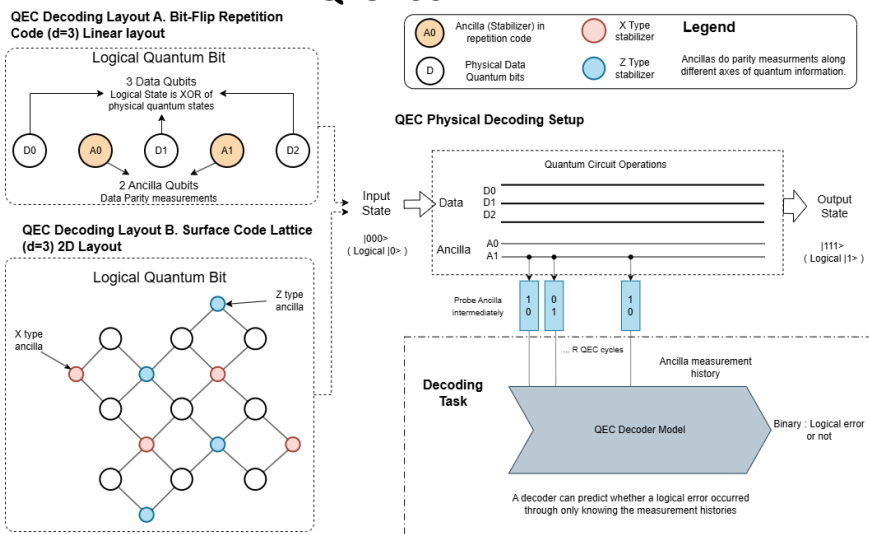 QEC Decoding Layout A. Bit-Flip Repetition
Code (d=3) Linear layout
Logical Quantum Bit
3 Data Qubits
Logical State is XOR of
physical quantum states
D0
A0
D1
A1
D2
2 Ancilla Qubits
Data Parity measurements
QEC Decoding Layout B. Surface Code Lattice
(d=3) 2D Layout
Logical Quantum Bit
Z type
ancilla
X type
ancilla
A0
Ancilla (Stabilizer) in
repetition code
D
Physical Data
Quantum bits
X Type
stabilizer
Z Type
stabilizer
Legend
Ancillas do parity measurments along
different axes of quantum information.
QEC Physical Decoding Setup
Input
State
|000>
( Logical |0> )
Quantum Circuit Operations
Data
D0
D1
D2
Ancilla
A0
A1
Output
State
|111>
( Logical |1> )
Probe Ancilla
intermediately
1 0 1
0 1 0
... R QEC cycles
Ancilla measurement
history
Decoding
Task
QEC Decoder Model
Binary : Logical error
or not
A decoder can predict whether a logical error occurred
through only knowing the measurement histories